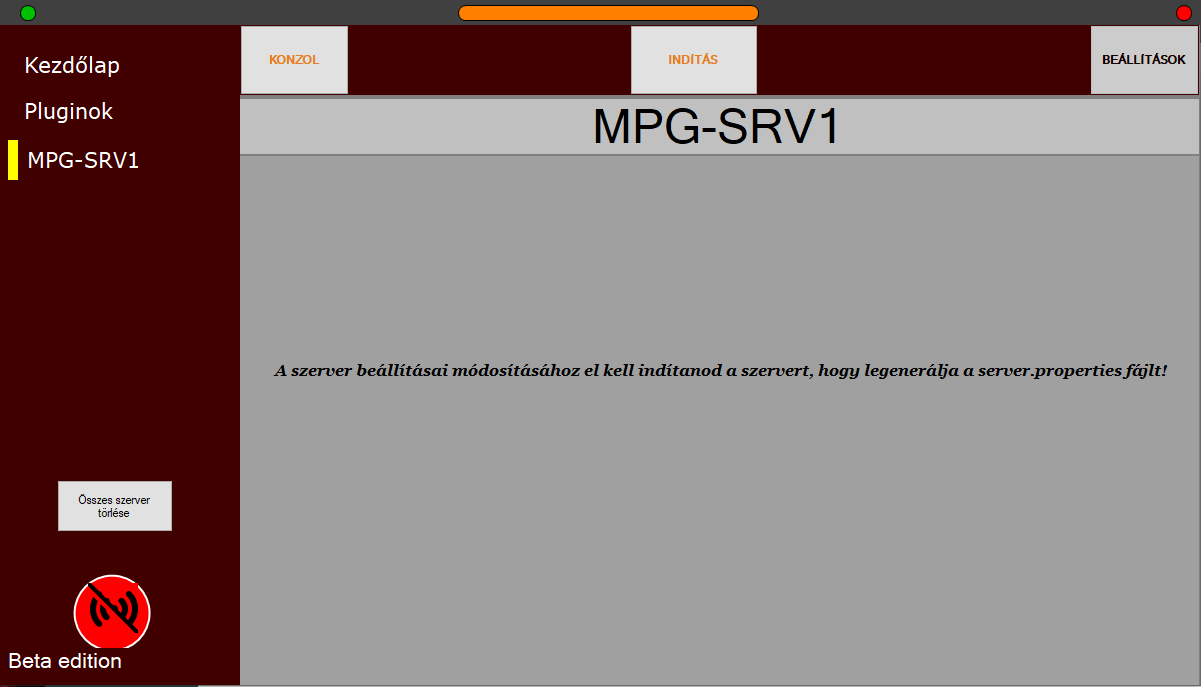 Kezdőlap
Pluginok
MPG-SRV1
KONZOL
INDÍTÁS
BEÁLLÍTÁSOK
MPG-SRV1
A szerver beállításai módosításához el kell indítanod a szervert, hogy legenerálja a server.properties fájlt!
Összes szerver
törlése
Beta edition